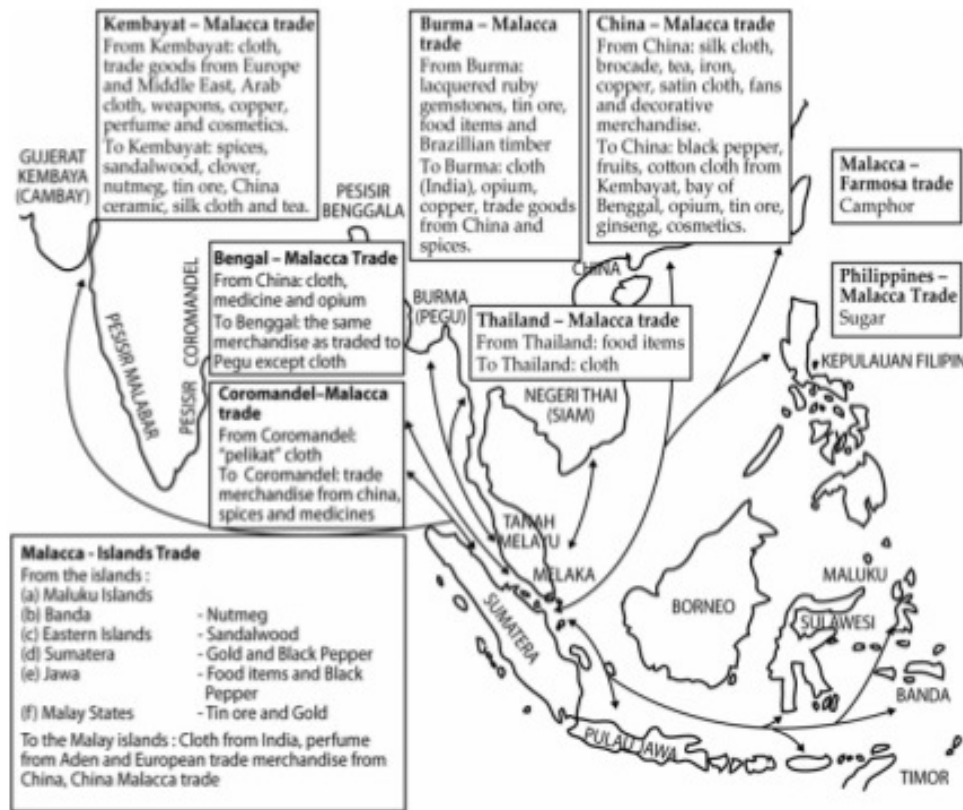 Kembayat – Malacca trade
From Kembayat: cloth,
trade goods from Europe
and Middle East, Arab
cloth, weapons, copper,
perfume and cosmetics.
To Kembayat: spices,
sandalwood, clover,
nutmeg, tin ore, China
ceramic, silk cloth and tea.
Burma – Malacca
trade
From Burma:
lacquered ruby
gemstones, tin ore,
food items and
Brazillian timber
To Burma: cloth
(India), opium,
copper, trade goods
from China and
spices.
China – Malacca trade
From China: silk cloth,
brocade, tea, iron,
copper, satin cloth, fans
and decorative
merchandise.
To China: black pepper,
fruits, cotton cloth from
Kembayat, bay of
Benggal, opium, tin ore,
ginseng, cosmetics.
Malacca –
Farmosa trade
Camphor
Philippines –
Malacca Trade
Sugar
GUJERAT
KEMBAYA
(CAMBAY)
PESISIR
BENGGALA
Bengal – Malacca Trade
From China: cloth,
medicine and opium
To Benggal: the same
merchandise as traded to
Pegu except cloth
BURMA
(PEGU)
CHINA
Thailand – Malacca trade
From Thailand: food items
To Thailand: cloth
KEPULAUAN FILIPIN
NEGERI THAI
(SIAM)
PESISIR MALABAR
PESISIR COROMANDEL
Coromandel–Malacca
trade
From Coromandel:
"pelikat" cloth
To Coromandel: trade
merchandise from china,
spices and medicines
TANAH
MELAYU
MELAKA
SUMATERA
BORNEO
MALUKU
SULAWESI
BANDA
PULAU JAWA
TIMOR
Malacca - Islands Trade
From the islands :
(a) Maluku Islands
(b) Banda - Nutmeg
(c) Eastern Islands - Sandalwood
(d) Sumatera - Gold and Black Pepper
(e) Jawa - Food items and Black
Pepper
(f) Malay States - Tin ore and Gold
To the Malay islands : Cloth from India, perfume
from Aden and European trade merchandise from
China, China Malacca trade